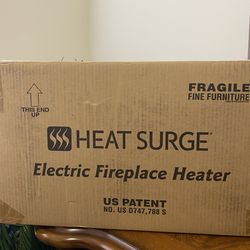 FRAGILE
FINE FURNITURE
THIS END
UP
HEAT SURGE®
Electric Fireplace Heater
US PATENT
NO. US D747,788 S